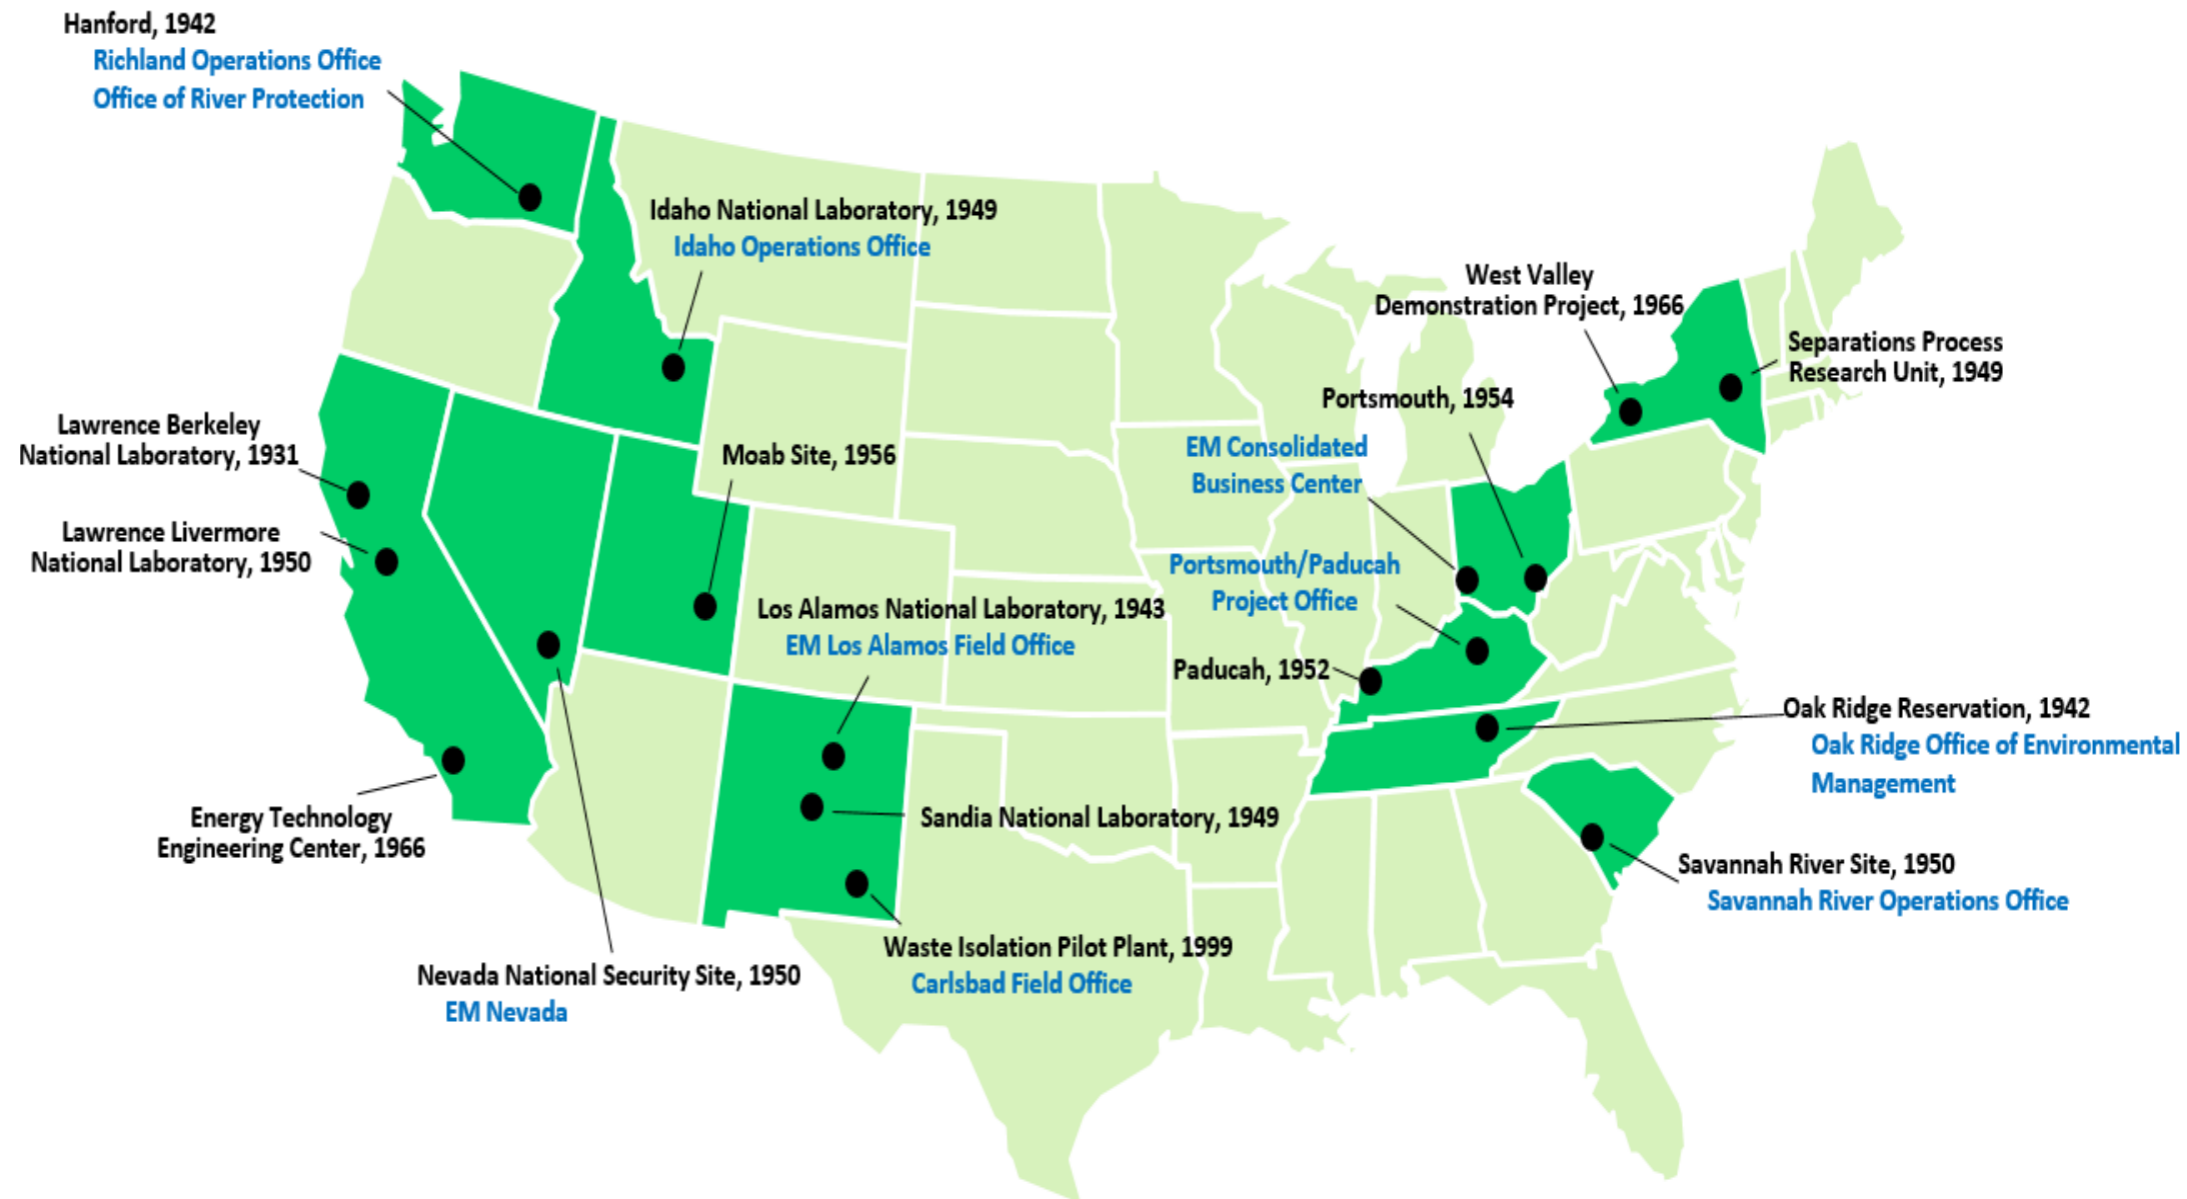 Hanford, 1942
Richland Operations Office
Office of River Protection
Idaho National Laboratory, 1949
Idaho Operations Office
West Valley
Demonstration Project, 1966
Separations Process
Research Unit, 1949
Portsmouth, 1954
Lawrence Berkeley
National Laboratory, 1931
Moab Site, 1956
EM Consolidated
Business Center
Lawrence Livermore
National Laboratory, 1950
Portsmouth/Paducah
Project Office
Los Alamos National Laboratory, 1943
EM Los Alamos Field Office
Paducah, 1952
Oak Ridge Reservation, 1942
Oak Ridge Office of Environmental
Management
Energy Technology
Engineering Center, 1966
Sandia National Laboratory, 1949
Savannah River Site, 1950
Savannah River Operations Office
Waste Isolation Pilot Plant, 1999
Carlsbad Field Office
Nevada National Security Site, 1950
EM Nevada